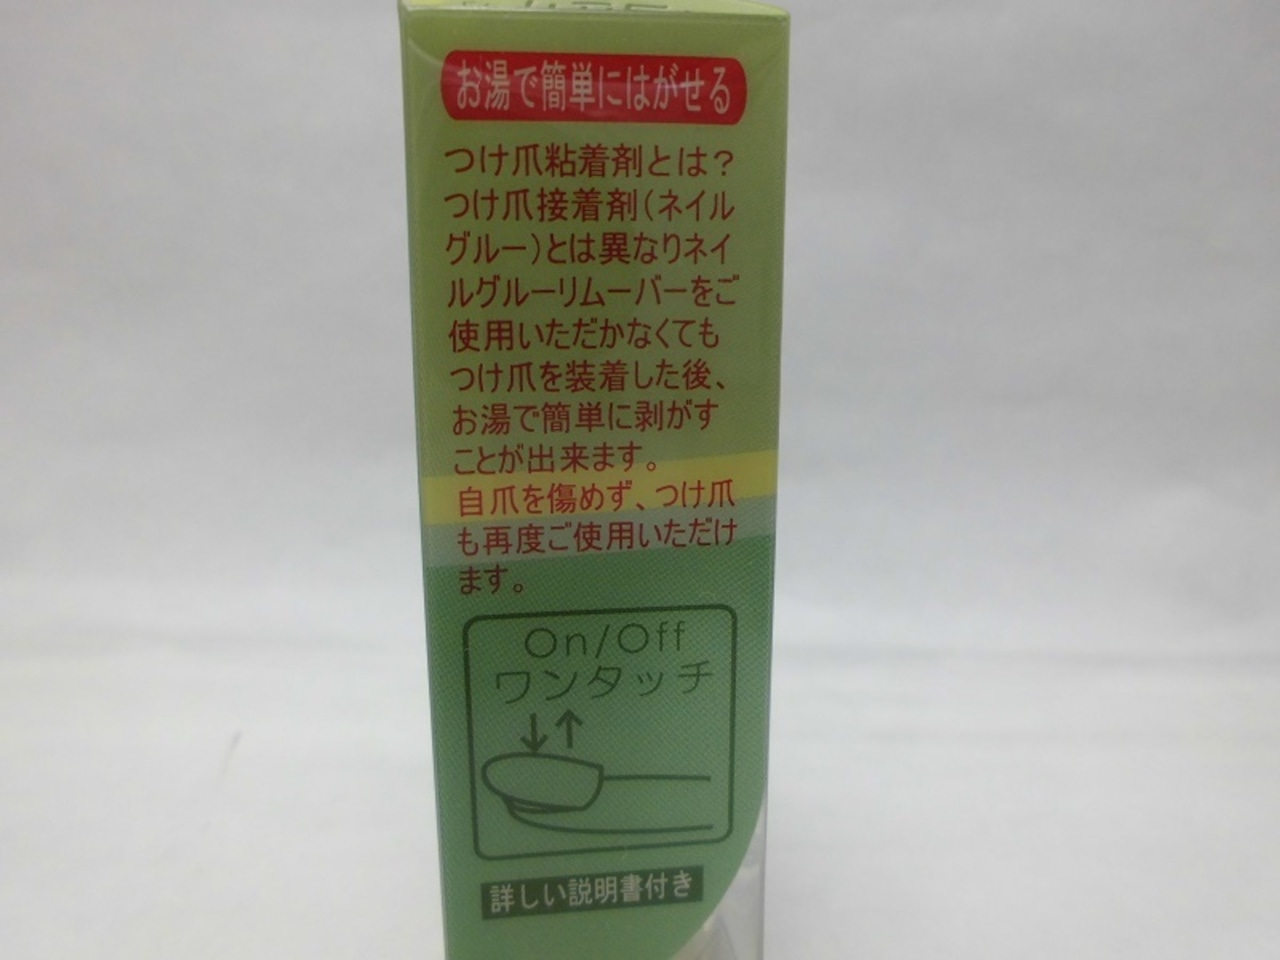 お湯で簡単にはがせる
つけ爪粘着剤とは?
つけ爪接着剤(ネイル
グルー)とは異なりネイ
ルグルーリムーバーをご
使用いただかなくても
つけ爪を装着した後、
お湯で簡単に剥がす
ことが出来ます。
自爪を傷めず、つけ爪
も再度ご使用いただけ
ます。
On/Off
ワンタッチ
詳しい説明書付き